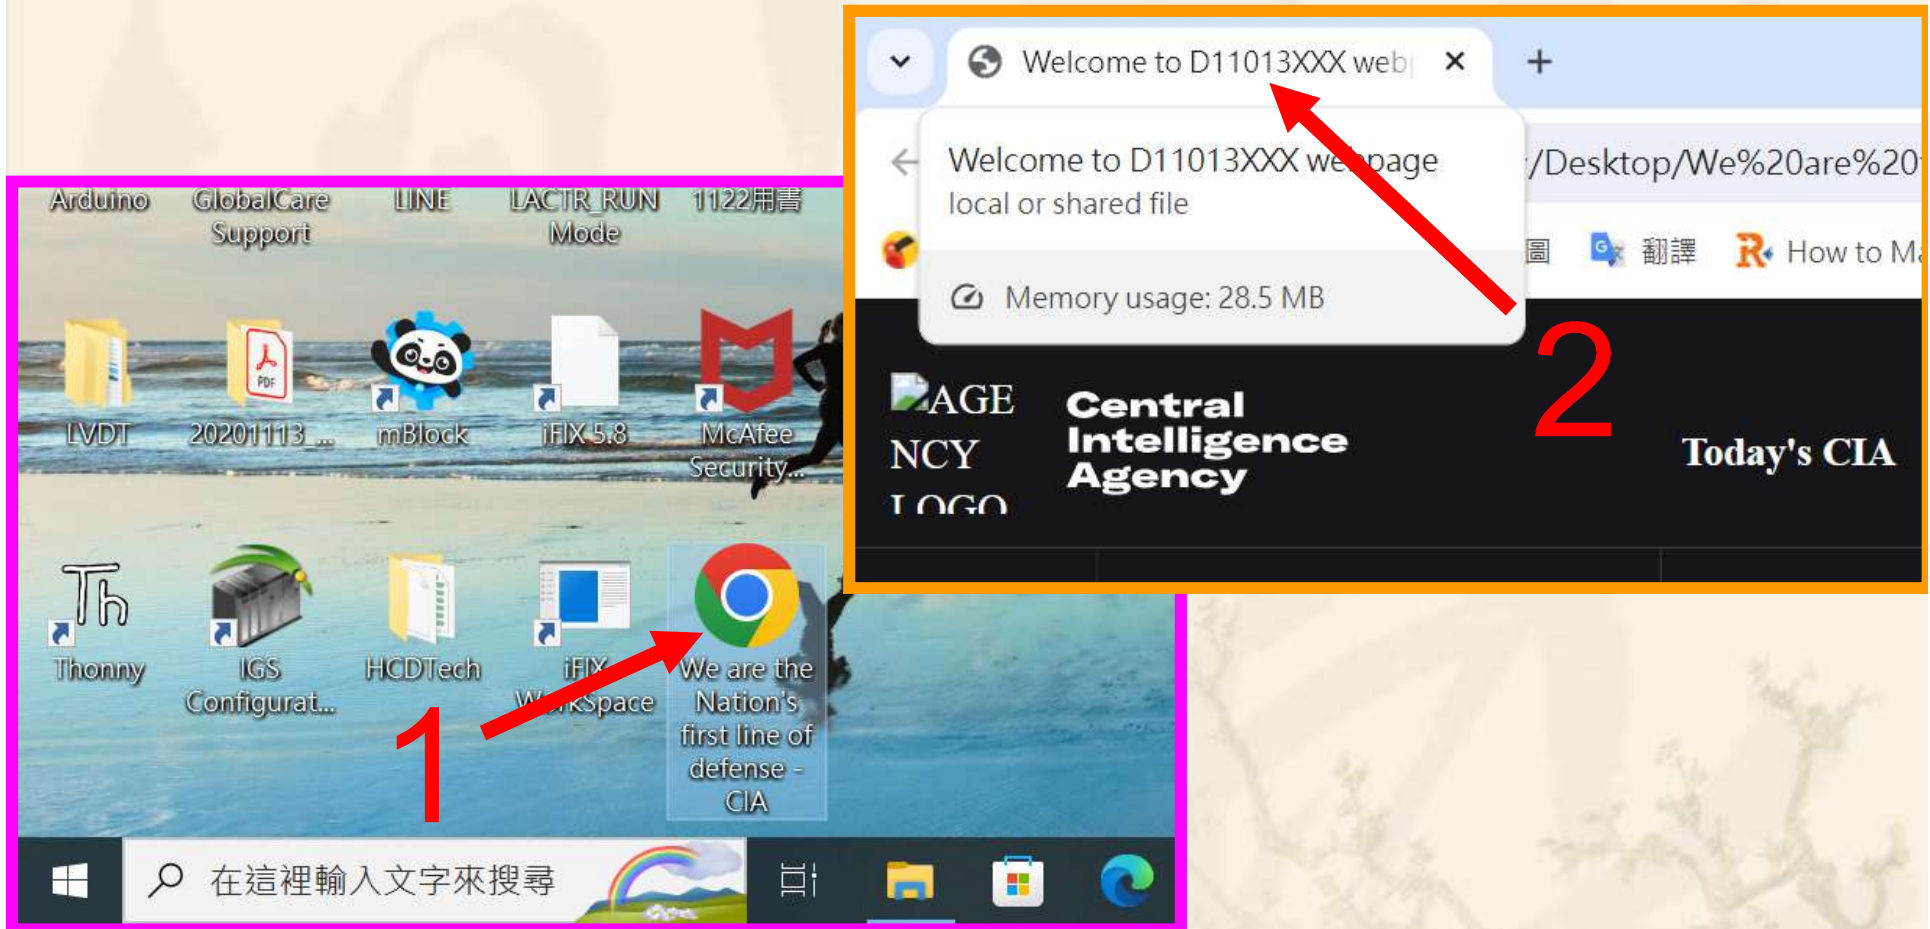 Welcome to D11013XXX web
Welcome to D11013XXX webpage
local or shared file
Memory usage: 28.5 MB
/Desktop/We%20are%20
圖 翻譯 How to Ma
AGE
NCY
LOGO
Central
Intelligence
Agency
Today's CIA
2
Arduino GlobalCare LINE LACTR_RUN 1122用書
Support Mode
PDF
LVDT 20201113_... mBlock iFIX 5.8 McAfee
Security...
Th
Thonny IGS HCDTech iFIX We are the
Configurat... WorkSpace Nation's
first line of
defense -
CIA
1
在這裡輸入文字來搜尋